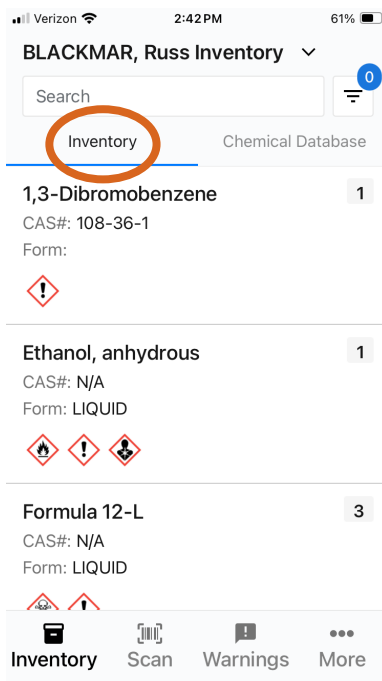 Verizon 2:42 PM 61%
BLACKMAR, Russ Inventory
0
Search
Inventory Chemical Database
1,3-Dibromobenzene 1
CAS#: 108-36-1
Form:
Ethanol, anhydrous 1
CAS#: N/A
Form: LIQUID
Formula 12-L 3
CAS#: N/A
Form: LIQUID
Inventory Scan Warnings More